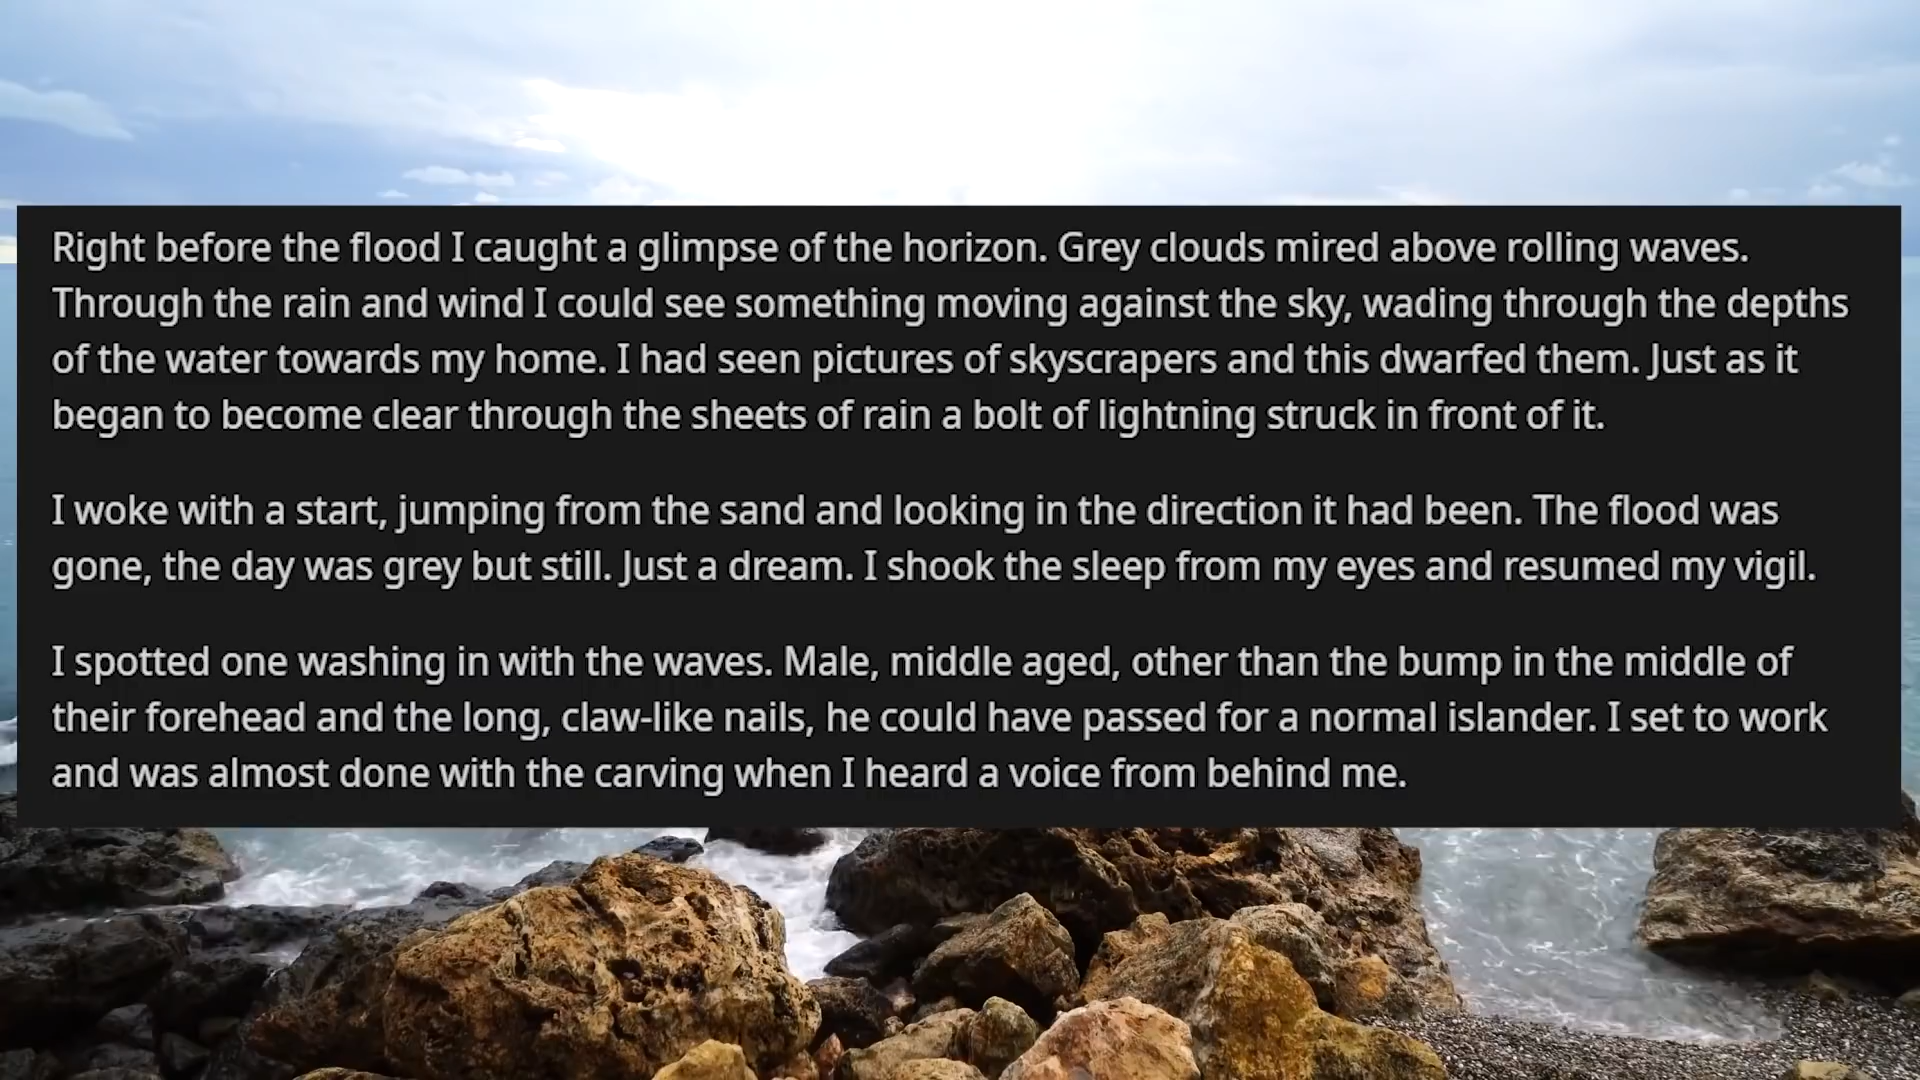 Right before the flood I caught a glimpse of the horizon. Grey clouds mired above rolling waves.
Through the rain and wind I could see something moving against the sky, wading through the depths
of the water towards my home. I had seen pictures of skyscrapers and this dwarfed them. Just as it
began to become clear through the sheets of rain a bolt of lightning struck in front of it.
I woke with a start, jumping from the sand and looking in the direction it had been. The flood was
gone, the day was grey but still. Just a dream. I shook the sleep from my eyes and resumed my vigil.
I spotted one washing in with the waves. Male, middle aged, other than the bump in the middle of
their forehead and the long, claw-like nails, he could have passed for a normal islander. I set to work
and was almost done with the carving when I heard a voice from behind me.